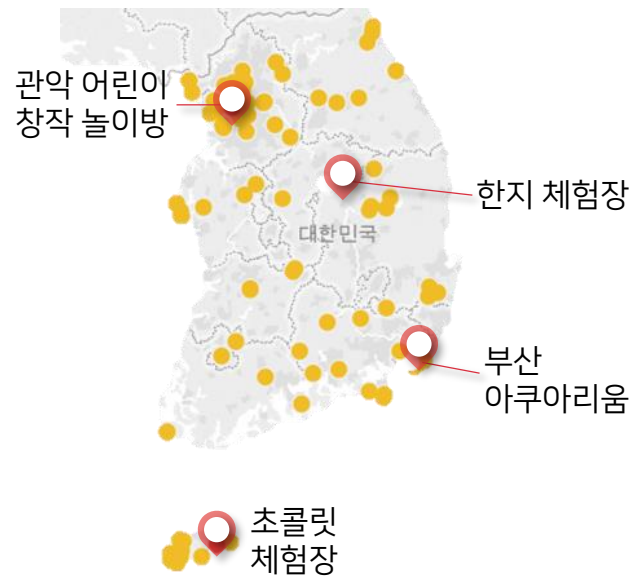 관악 어린이
창작 놀이방
한지 체험장
대한민국
부산
아쿠아리움
초콜릿
체험장